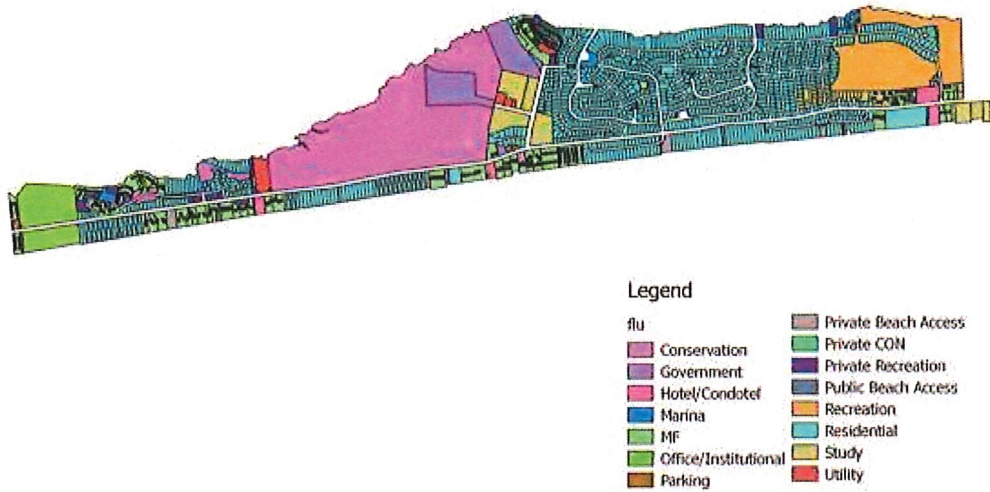 Legend
flu
Conservation
Government
Hotel/Condotel
Marina
MF
Office/Institutional
Parking
Private Beach Access
Private CON
Private Recreation
Public Beach Access
Recreation
Residential
Study
Utility